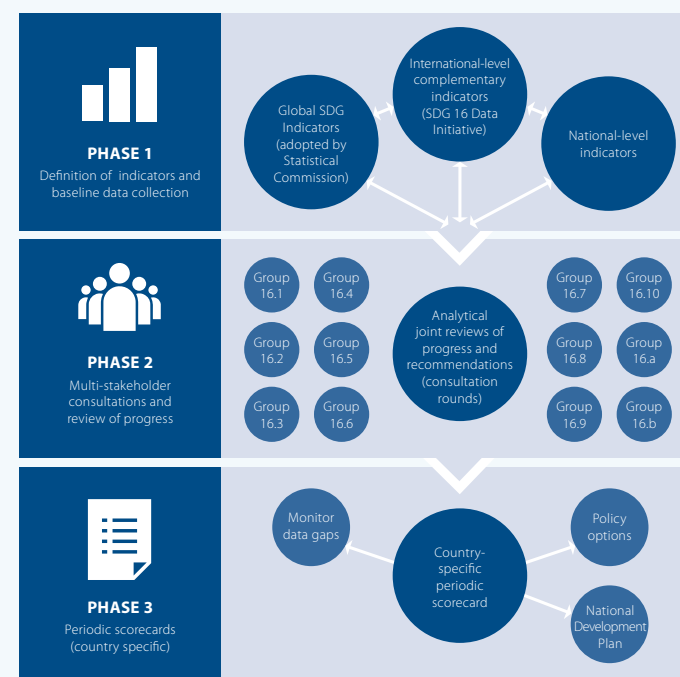 PHASE 1
Definition of indicators and
baseline data collection
Global SDG
Indicators
(adopted by
Statistical
Commission)
International-level
complementary
indicators
(SDG 16 Data
Initiative)
National-level
indicators
PHASE 2
Multi-stakeholder
consultations and
review of progress
Group
16.1
Group
16.4
Group
16.2
Group
16.5
Group
16.3
Group
16.6
Analytical
joint reviews of
progress and
recommendations
(consultation
rounds)
Group
16.7
Group
16.10
Group
16.8
Group
16.a
Group
16.9
Group
16.b
PHASE 3
Periodic scorecards
(country specific)
Monitor
data gaps
Country-
specific
periodic
scorecard
Policy
options
National
Development
Plan